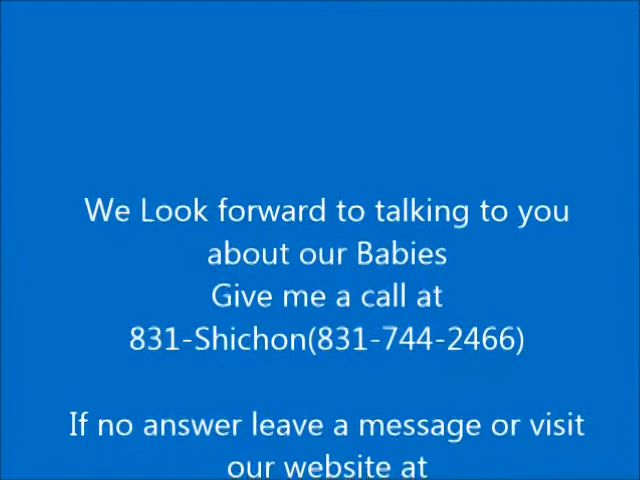 We Look forward to talking to you
about our Babies
Give me a call at
831-Shichon(831-744-2466)
If no answer leave a message or visit
our website at